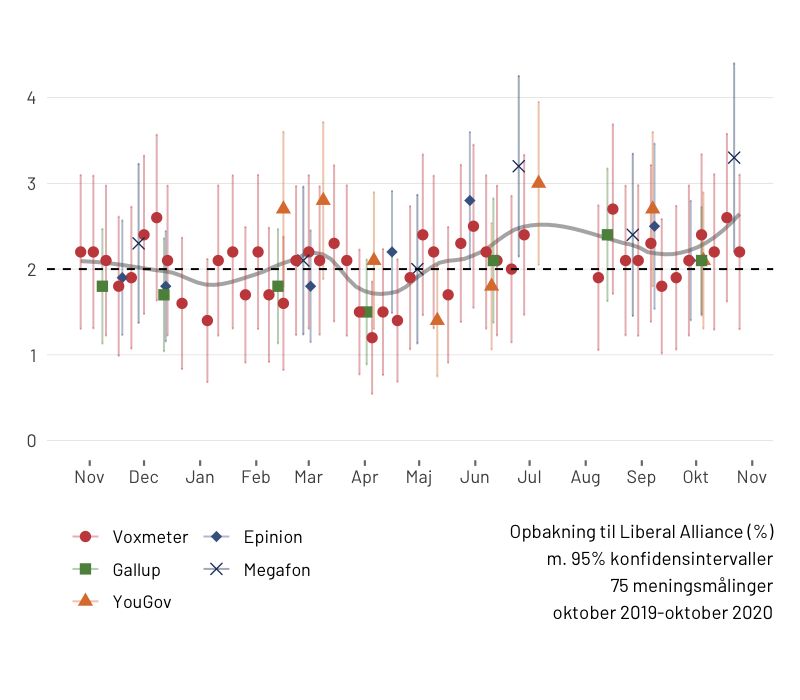 4
3
2
1
0
Nov Dec Jan Feb Mar Apr Maj Jun Jul Aug Sep Okt Nov
Voxmeter Epinion
Gallup Megafon
YouGov
Opbakning til Liberal Alliance (%)
m. 95% konfidensintervaller
75 meningsmålinger
oktober 2019-oktober 2020